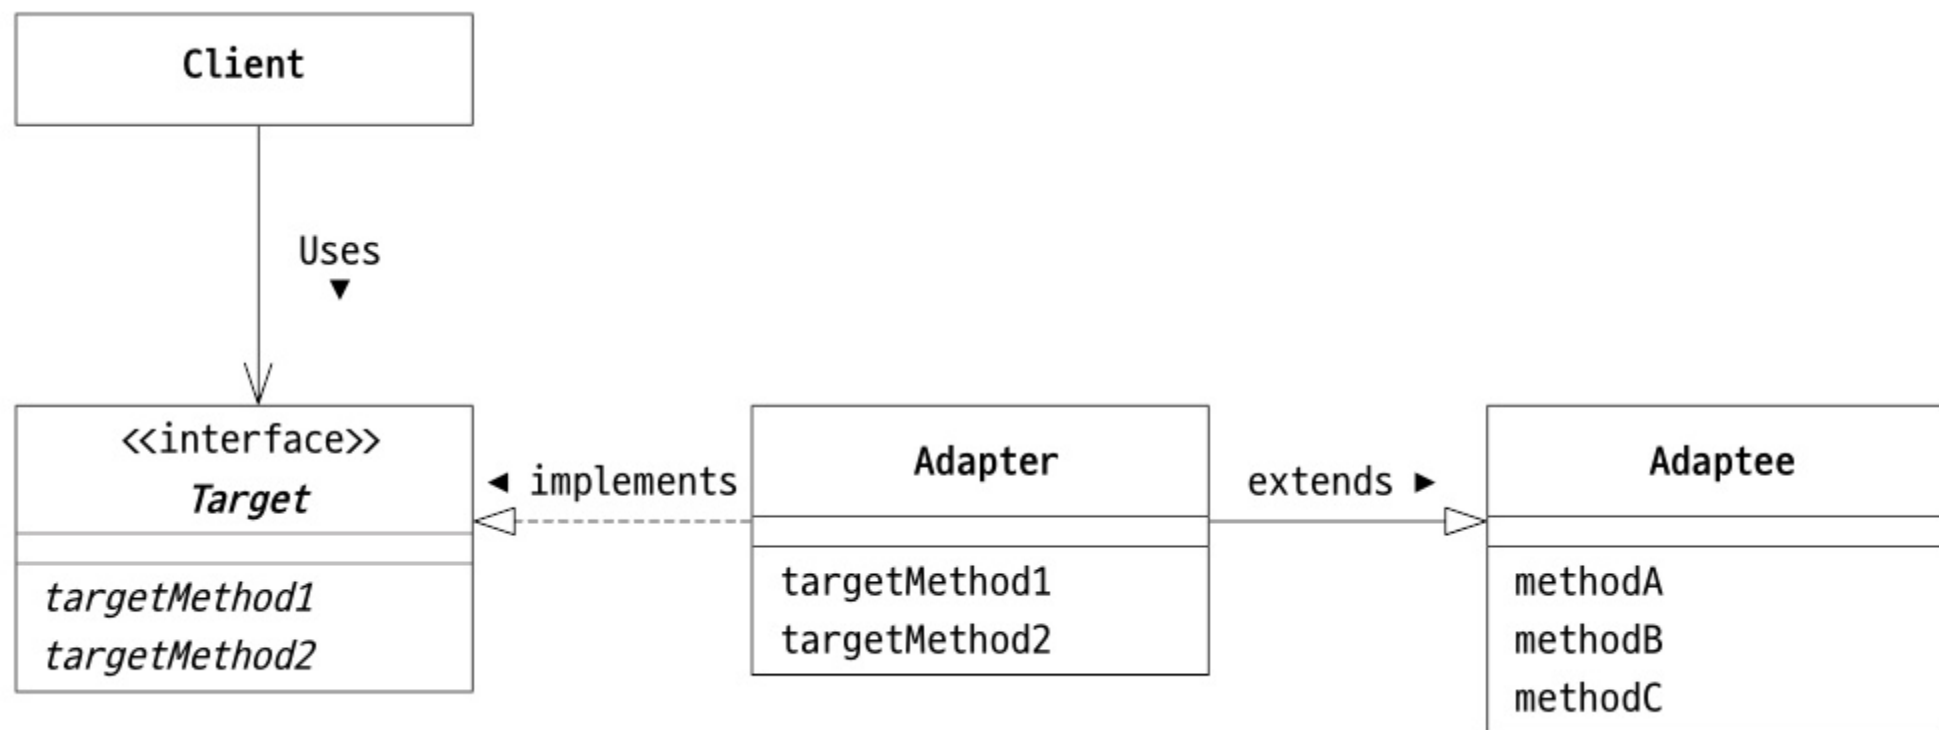 Client
Uses
▼
<<interface>>
Target
targetMethod1
targetMethod2
◄ implements
Adapter
targetMethod1
targetMethod2
extends ►
Adaptee
methodA
methodB
methodC